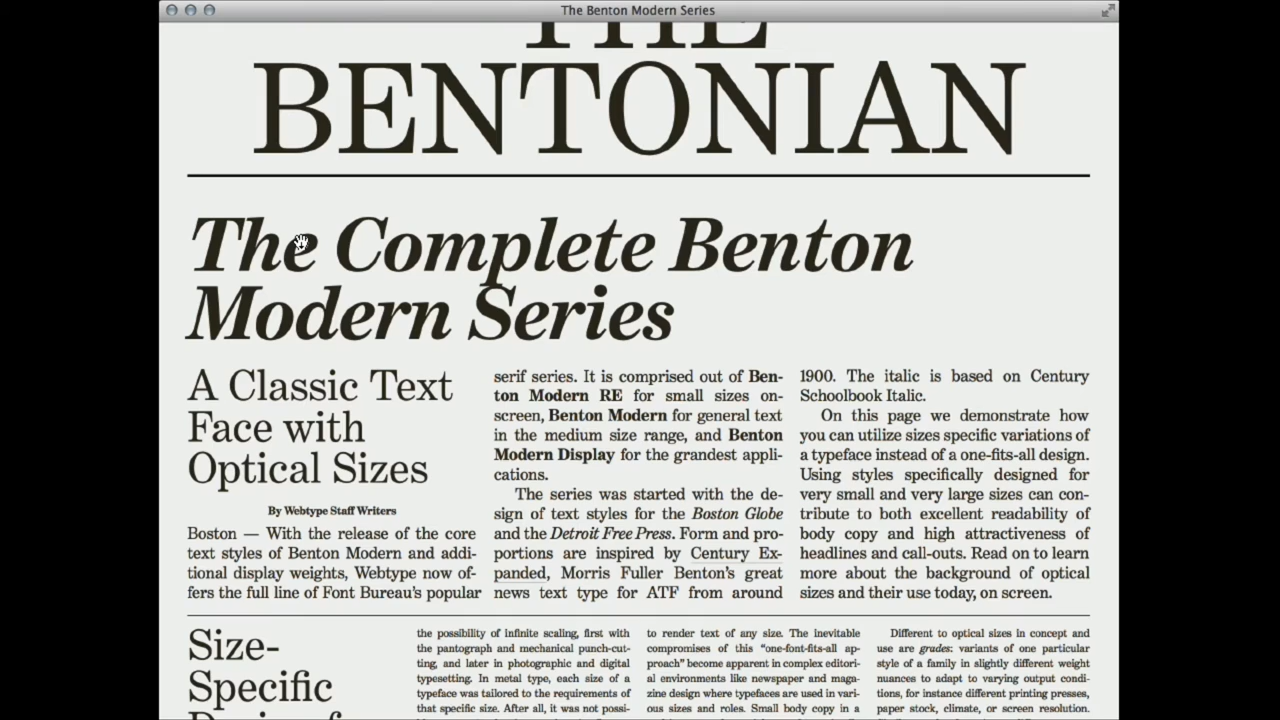 The Benton Modern Series
THE
BENTONIAN
The Complete Benton
Modern Series
A Classic Text
Face with
Optical Sizes
By Webtype Staff Writers
Boston — With the release of the core
text styles of Benton Modern and addi-
tional display weights, Webtype now of-
fers the full line of Font Bureau's popular
serif series. It is comprised out of Ben-
ton Modern RE for small sizes on-
screen, Benton Modern for general text
in the medium size range, and Benton
Modern Display for the grandest appli-
cations.
The series was started with the de-
sign of text styles for the Boston Globe
and the Detroit Free Press. Form and pro-
portions are inspired by Century Ex-
panded, Morris Fuller Benton's great
news text type for ATF from around
1900. The italic is based on Century
Schoolbook Italic.
On this page we demonstrate how
you can utilize sizes specific variations of
a typeface instead of a one-fits-all design.
Using styles specifically designed for
very small and very large sizes can con-
tribute to both excellent readability of
body copy and high attractiveness of
headlines and call-outs. Read on to learn
more about the background of optical
sizes and their use today, on screen.
Size-
Specific
the possibility of infinite scaling, first with
the pantograph and mechanical punch-cut-
ting, and later in photographic and digital
typesetting. In metal type, each size of a
typeface was tailored to the requirements of
that specific size. After all, it was not possi-
to render text of any size. The inevitable
compromises of this "one-font-fits-all ap-
proach" become apparent in complex editori-
al environments like newspaper and maga-
zine design where typefaces are used in vari-
ous sizes and roles. Small body copy in a
Different to optical sizes in concept and
use are grades: variants of one particular
style of a family in slightly different weight
nuances to adapt to varying output condi-
tions, for instance different printing presses,
paper stock, climate, or screen resolution.